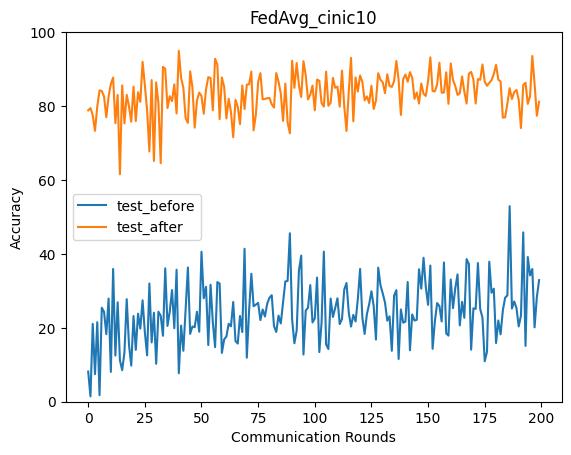 FedAvg_cinic10
100
80
60
40
20
0
Accuracy
test_before
test_after
0 25 50 75 100 125 150 175 200
Communication Rounds